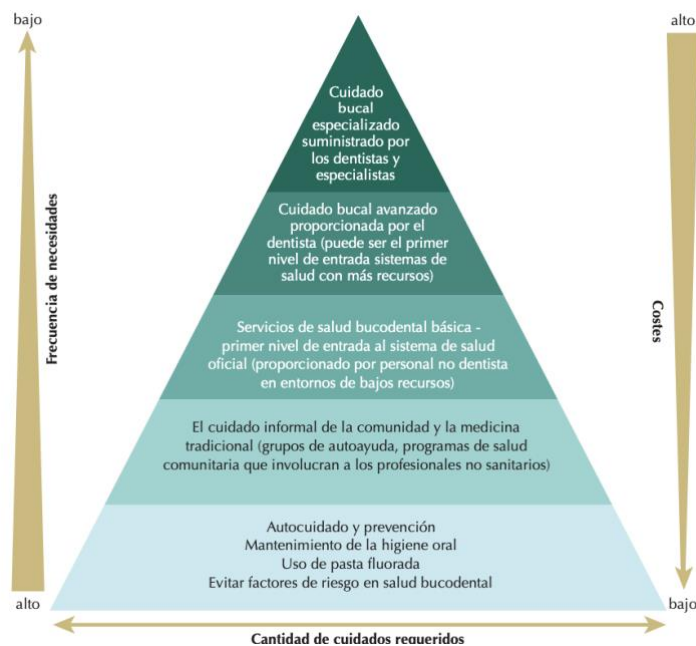 bajo
alto
Cuidado
bucal
especializado
suministrado por
los dentistas y
especialistas
Cuidado bucal avanzado
proporcionada por el
dentista (puede ser el primer
nivel de entrada sistemas de
salud con más recursos)
Frecuencia de necesidades
Costes
Servicios de salud bucodental básica -
primer nivel de entrada al sistema de salud
oficial (proporcionado por personal no dentista
en entornos de bajos recursos)
El cuidado informal de la comunidad y la medicina
tradicional (grupos de autoayuda, programas de salud
comunitaria que involucran a los profesionales no sanitarios)
Autocuidado y prevención
Mantenimiento de la higiene oral
Uso de pasta fluorada
Evitar factores de riesgo en salud bucodental
alto
bajo
Cantidad de cuidados requeridos